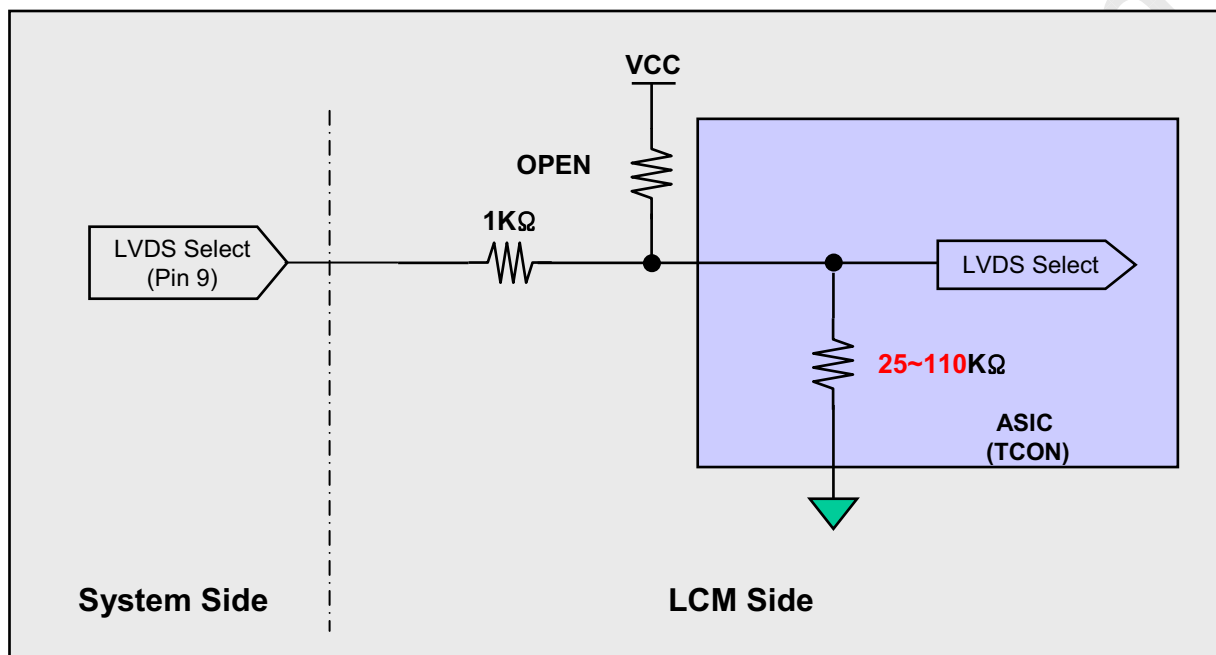 VCC
OPEN
1KΩ
LVDS Select
(Pin 9)
LVDS Select
25~110KΩ
ASIC
(TCON)
System Side
LCM Side